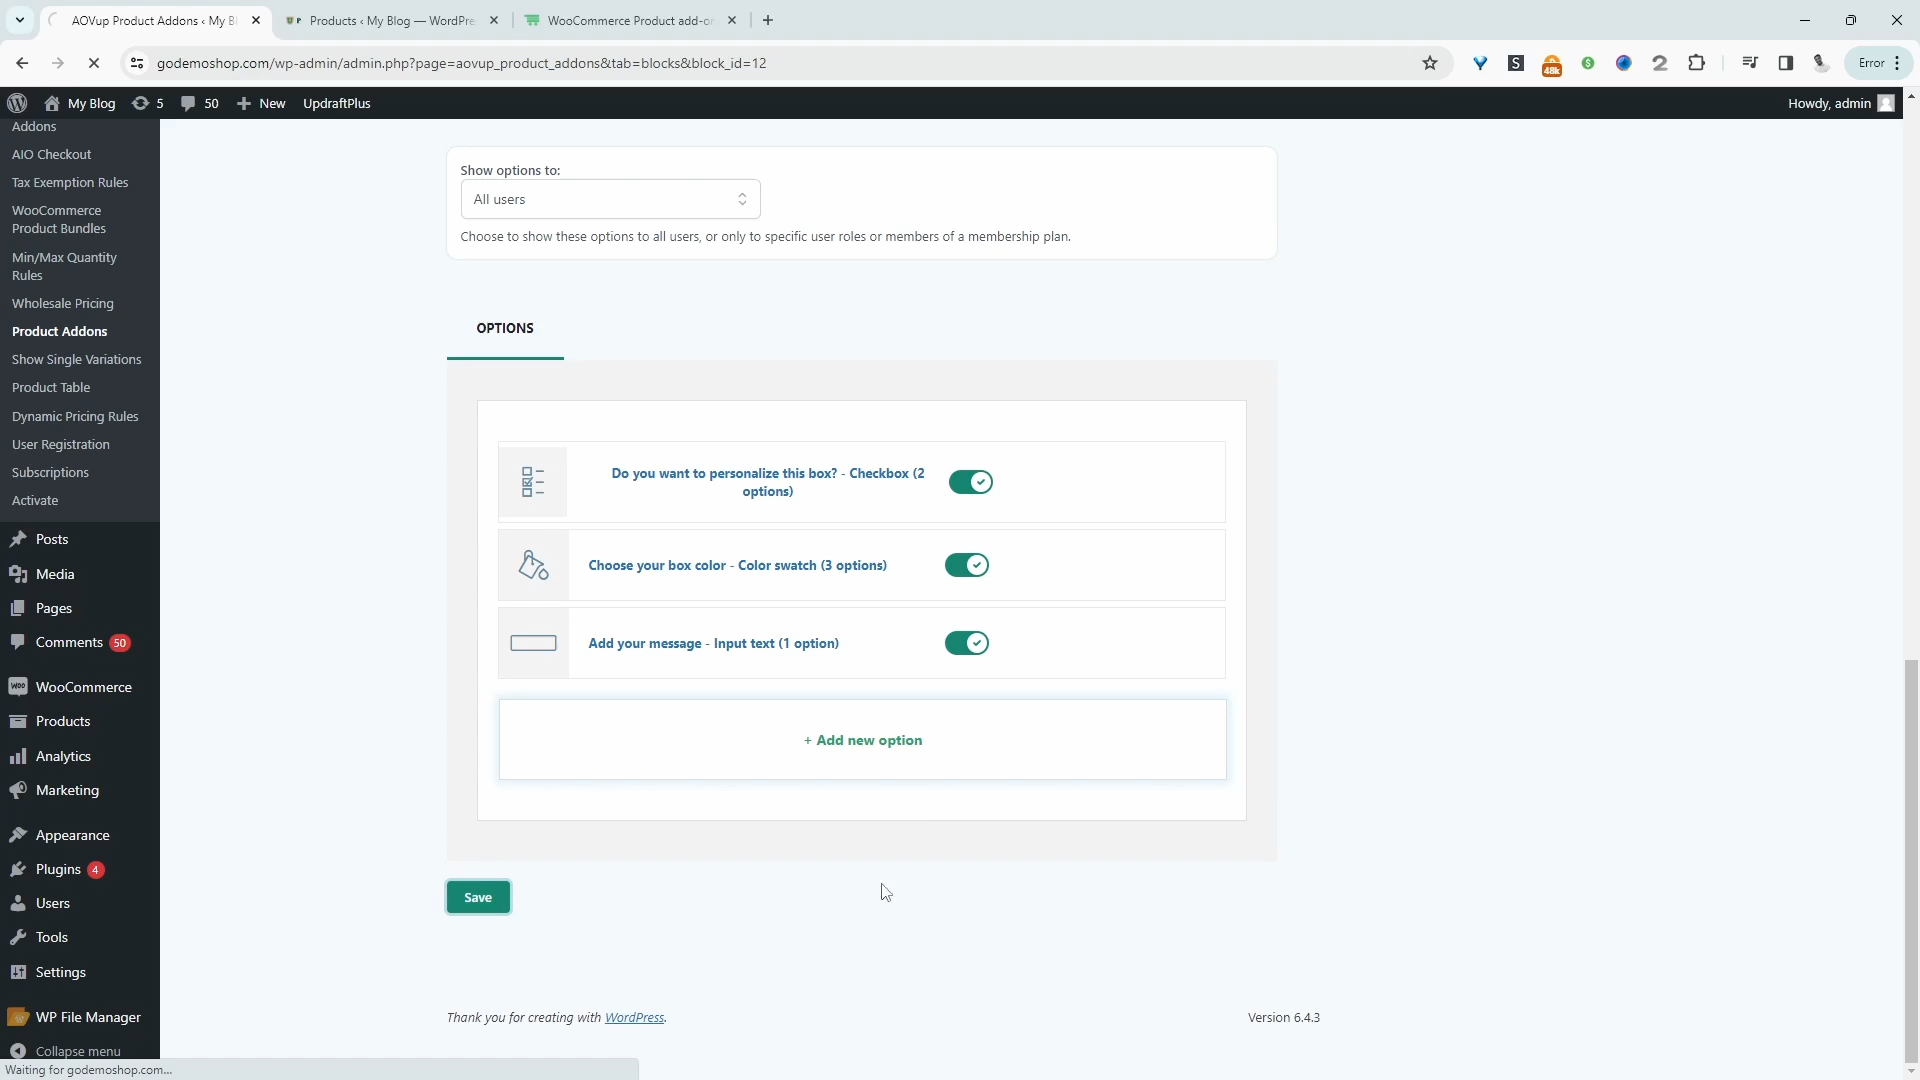 AOVup Product Addons ‹ My B
Products ‹ My Blog — WordPre
WooCommerce Product add-o
godemoshop.com/wp-admin/admin.php?page=aovup_product_addons&tab=blocks&block_id=12
48k
Error
My Blog
5
50
New
UpdraftPlus
Howdy, admin
Addons
AIO Checkout
Tax Exemption Rules
WooCommerce
Product Bundles
Min/Max Quantity
Rules
Wholesale Pricing
Product Addons
Show Single Variations
Product Table
Dynamic Pricing Rules
User Registration
Subscriptions
Activate
Posts
Media
Pages
Comments 50
WooCommerce
Products
Analytics
Marketing
Appearance
Plugins 4
Users
Tools
Settings
WP File Manager
Collapse menu
Show options to:
All users
Choose to show these options to all users, or only to specific user roles or members of a membership plan.
OPTIONS
Do you want to personalize this box? - Checkbox (2
options)
Choose your box color - Color swatch (3 options)
Add your message - Input text (1 option)
+ Add new option
Save
Thank you for creating with WordPress.
Version 6.4.3
Waiting for godemoshop.com...